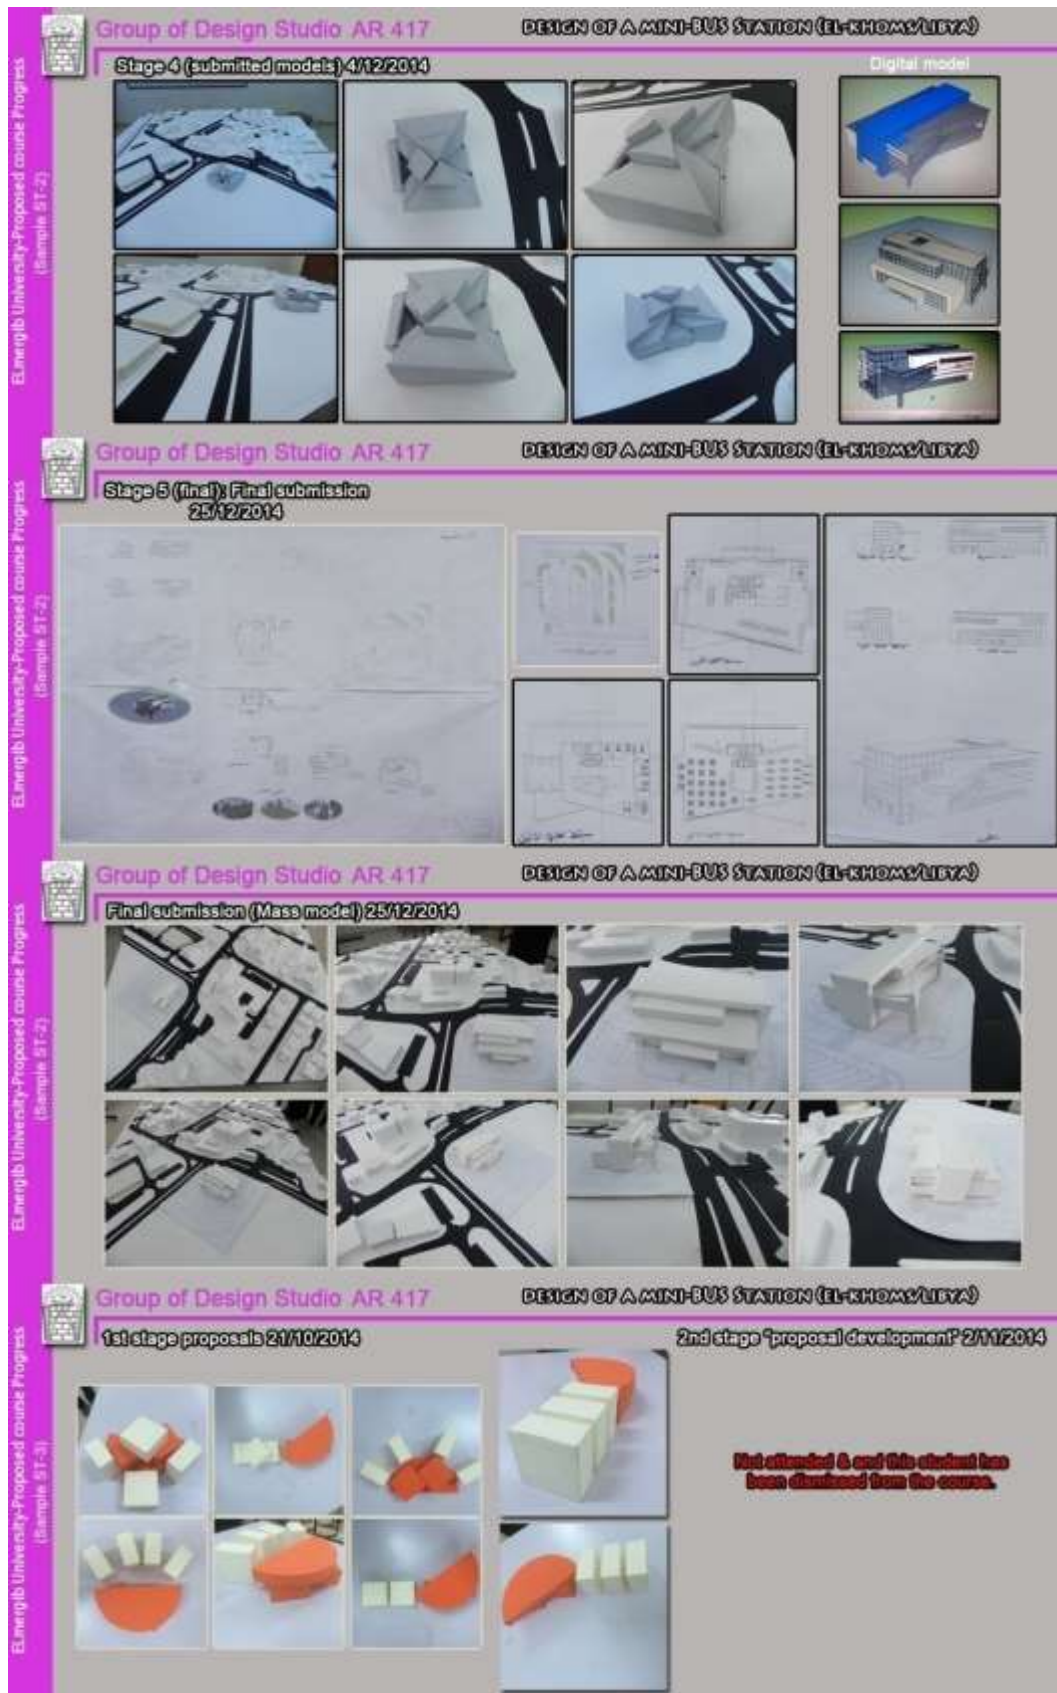 Group of Design Studio AR 417
DESIGN OF A MINI-BUS STATION (EL-KHOMS/LIBYA)
Stage 4 (submitted models) 4/12/2014
Digital model
ELmergib University-Proposed course Progress
(Sample ST-2)
Group of Design Studio AR 417
DESIGN OF A MINI-BUS STATION (EL-KHOMS/LIBYA)
Stage 5 (final): Final submission
25/12/2014
ELmergib University-Proposed course Progress
(Sample ST-2)
Group of Design Studio AR 417
DESIGN OF A MINI-BUS STATION (EL-KHOMS/LIBYA)
Final submission (Mass model) 25/12/2014
ELmergib University-Proposed course Progress
(Sample ST-2)
Group of Design Studio AR 417
DESIGN OF A MINI-BUS STATION (EL-KHOMS/LIBYA)
1st stage proposals 21/10/2014
2nd stage "proposal development" 2/11/2014
Not attended & and this student has
been dismissed from the course.
ELmergib University-Proposed course Progress
(Sample ST-3)